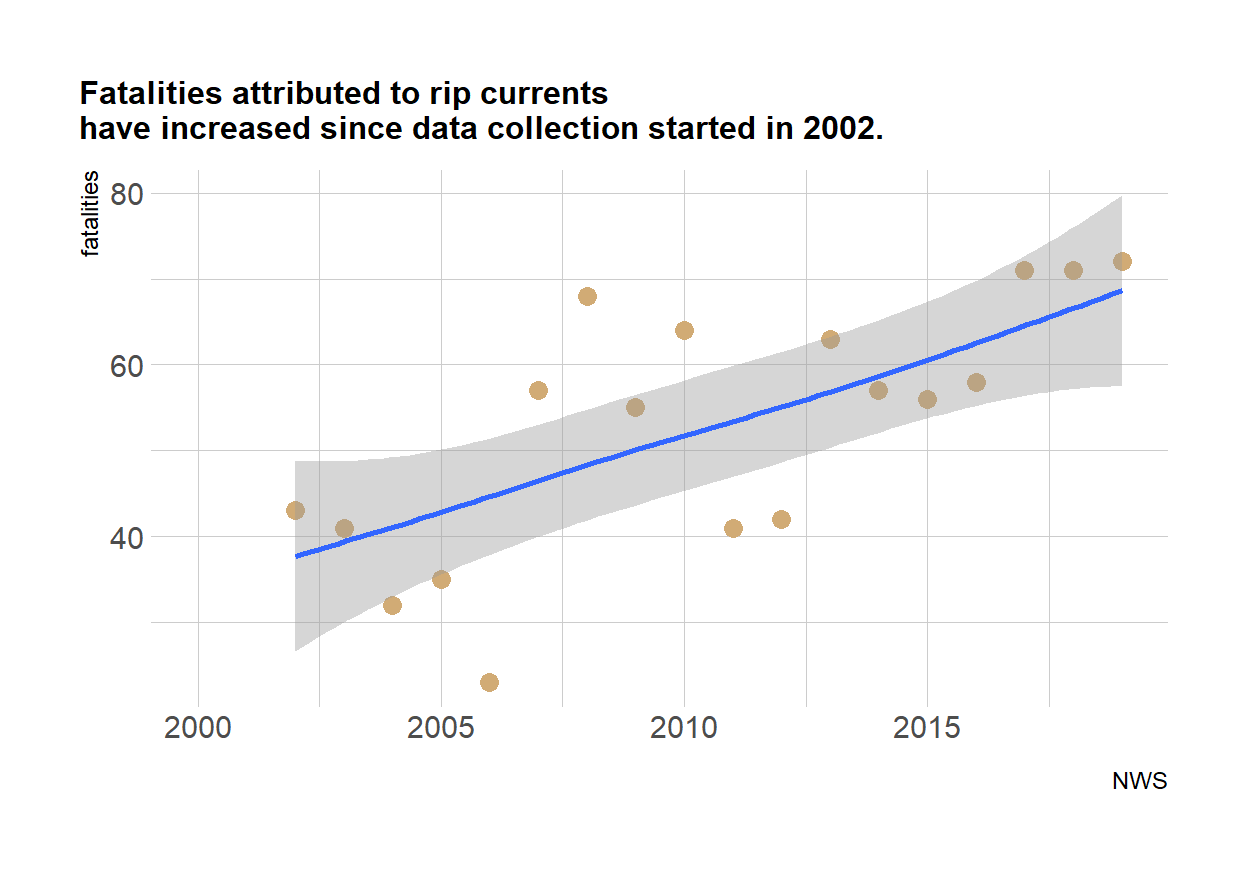 Fatalities attributed to rip currents
have increased since data collection started in 2002.
fatalities
80
60
40
2000 2005 2010 2015
NWS